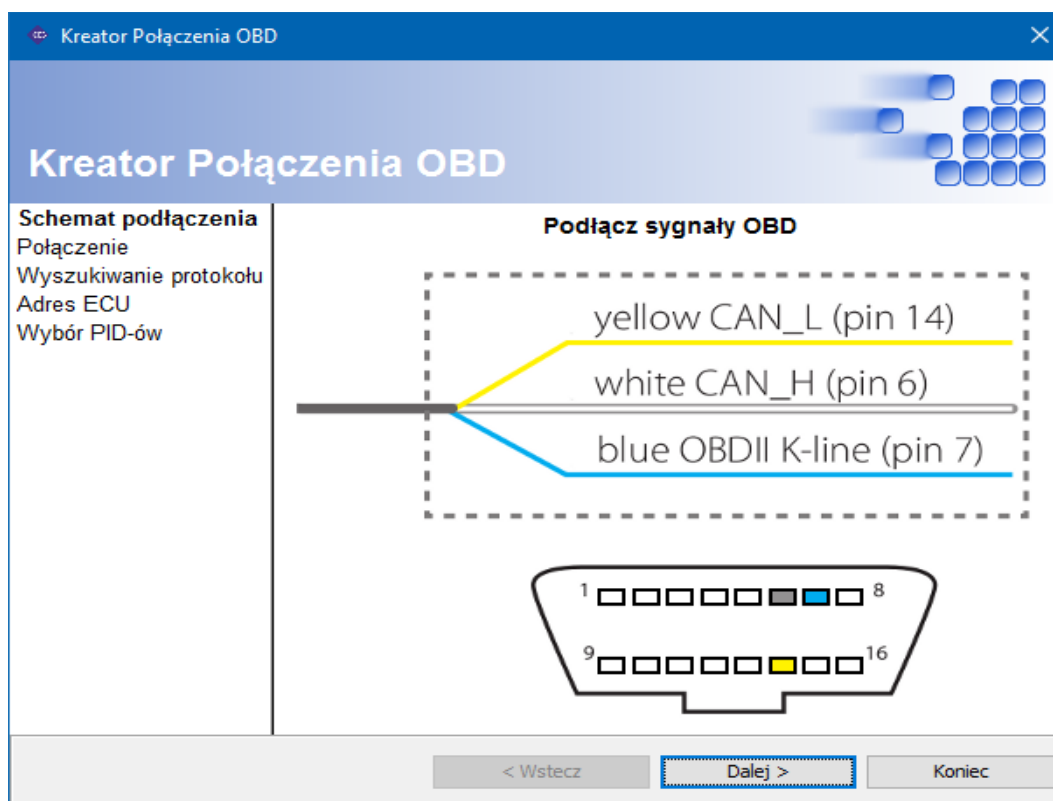 Kreator Połączenia OBD
Kreator Połączenia OBD
Schemat podłączenia
Połączenie
Wyszukiwanie protokołu
Adres ECU
Wybór PID-ów
Podłącz sygnały OBD
yellow CAN_L (pin 14)
white CAN_H (pin 6)
blue OBDII K-line (pin 7)
1 8
9 16
< Wstecz Dalej > Koniec